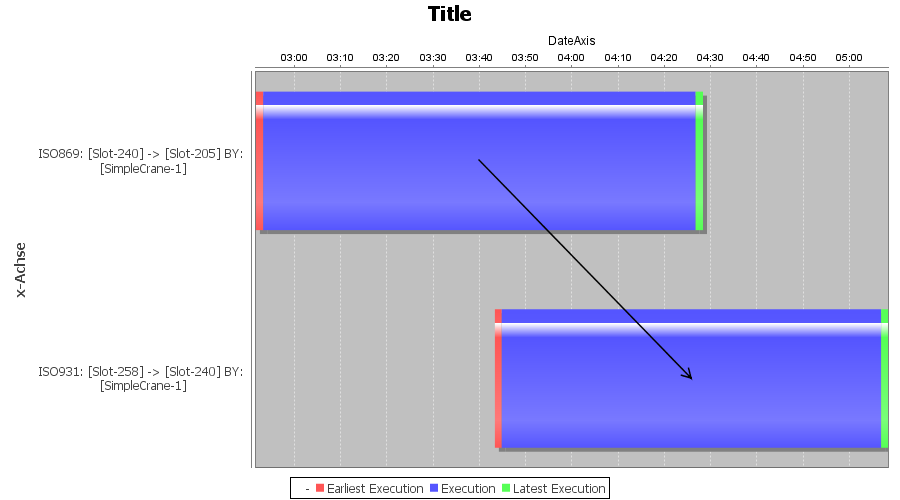 Title
DateAxis
03:00 03:10 03:20 03:30 03:40 03:50 04:00 04:10 04:20 04:30 04:40 04:50 05:00
x-Achse
ISO869: [Slot-240] -> [Slot-205] BY:
[SimpleCrane-1]
ISO931: [Slot-258] -> [Slot-240] BY:
[SimpleCrane-1]
- Earliest Execution Execution Latest Execution